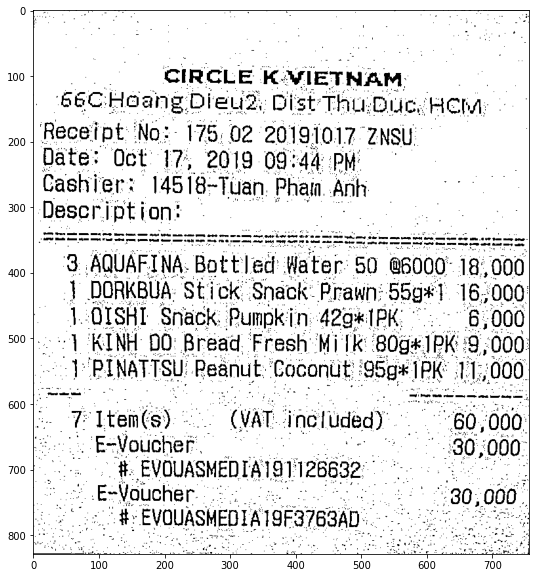 CIRCLE K VIETNAM
66C Hoang Dieu2, Dist Thu Duc, HCM
Receipt No: 175 02 20191017 ZNSU
Date: Oct 17, 2019 09:44 PM
Cashier: 14518-Tuan Pham Anh
Description:
3 AQUAFINA Bottled Water 50 @6000 18,000
1 DORKBUA Stick Snack Prawn 55g*1 16,000
1 OISHI Snack Pumpkin 42g*1PK 6,000
1 KINH DO Bread Fresh Milk 80g*1PK 9,000
1 PINATTSU Peanut Coconut 95g*1PK 11,000
7 Item(s) (VAT included) 60,000
E-Voucher 30,000
# EVOUASMEDIA191126632
E-Voucher 30,000
# EVOUASMEDIA19F3763AD
0
100
200
300
400
500
600
700
800
0 100 200 300 400 500 600 700